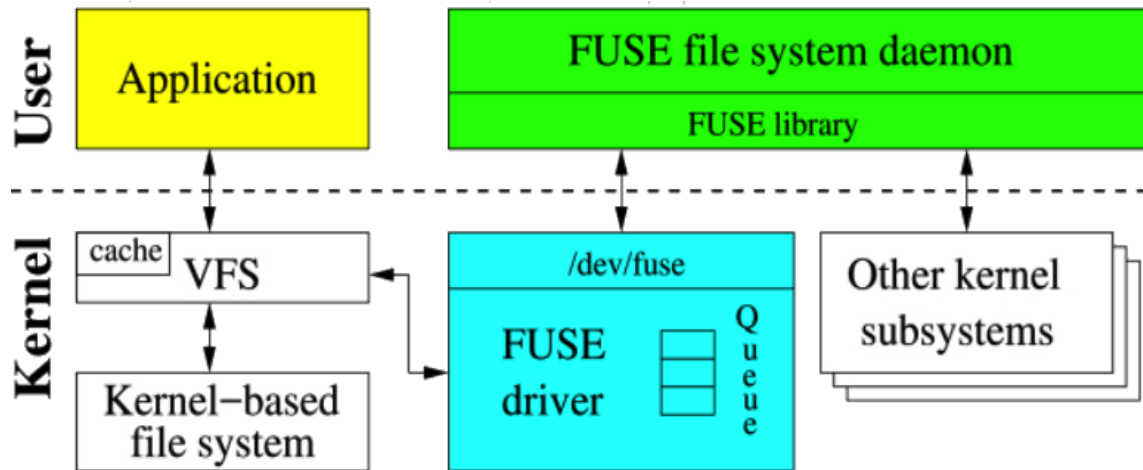 User
Application
FUSE file system daemon
FUSE library
Kernel
cache
VFS
Kernel-based
file system
/dev/fuse
FUSE
driver
Queue
Other kernel
subsystems